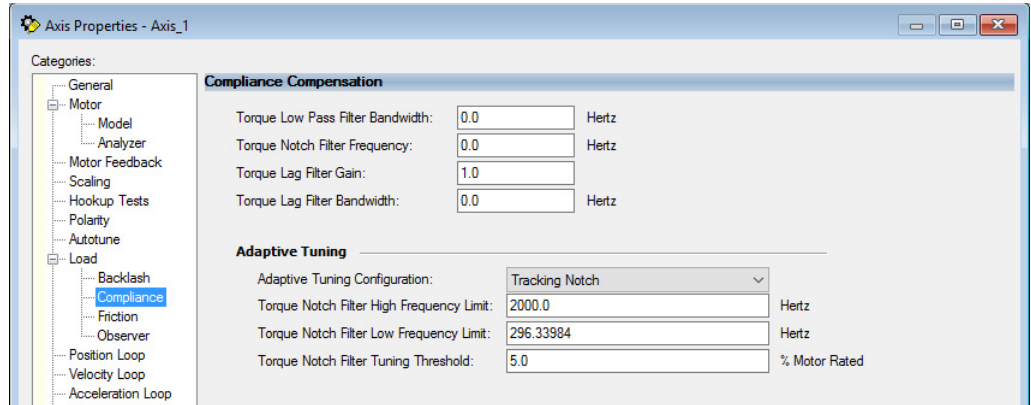 Axis Properties - Axis_1
Categories:
General
Motor
Model
Analyzer
Motor Feedback
Scaling
Hookup Tests
Polarity
Autotune
Load
Backlash
Compliance
Friction
Observer
Position Loop
Velocity Loop
Acceleration Loop
Compliance Compensation
Torque Low Pass Filter Bandwidth: 0.0 Hertz
Torque Notch Filter Frequency: 0.0 Hertz
Torque Lag Filter Gain: 1.0
Torque Lag Filter Bandwidth: 0.0 Hertz
Adaptive Tuning
Adaptive Tuning Configuration: Tracking Notch
Torque Notch Filter High Frequency Limit: 2000.0 Hertz
Torque Notch Filter Low Frequency Limit: 296.33984 Hertz
Torque Notch Filter Tuning Threshold: 5.0 % Motor Rated